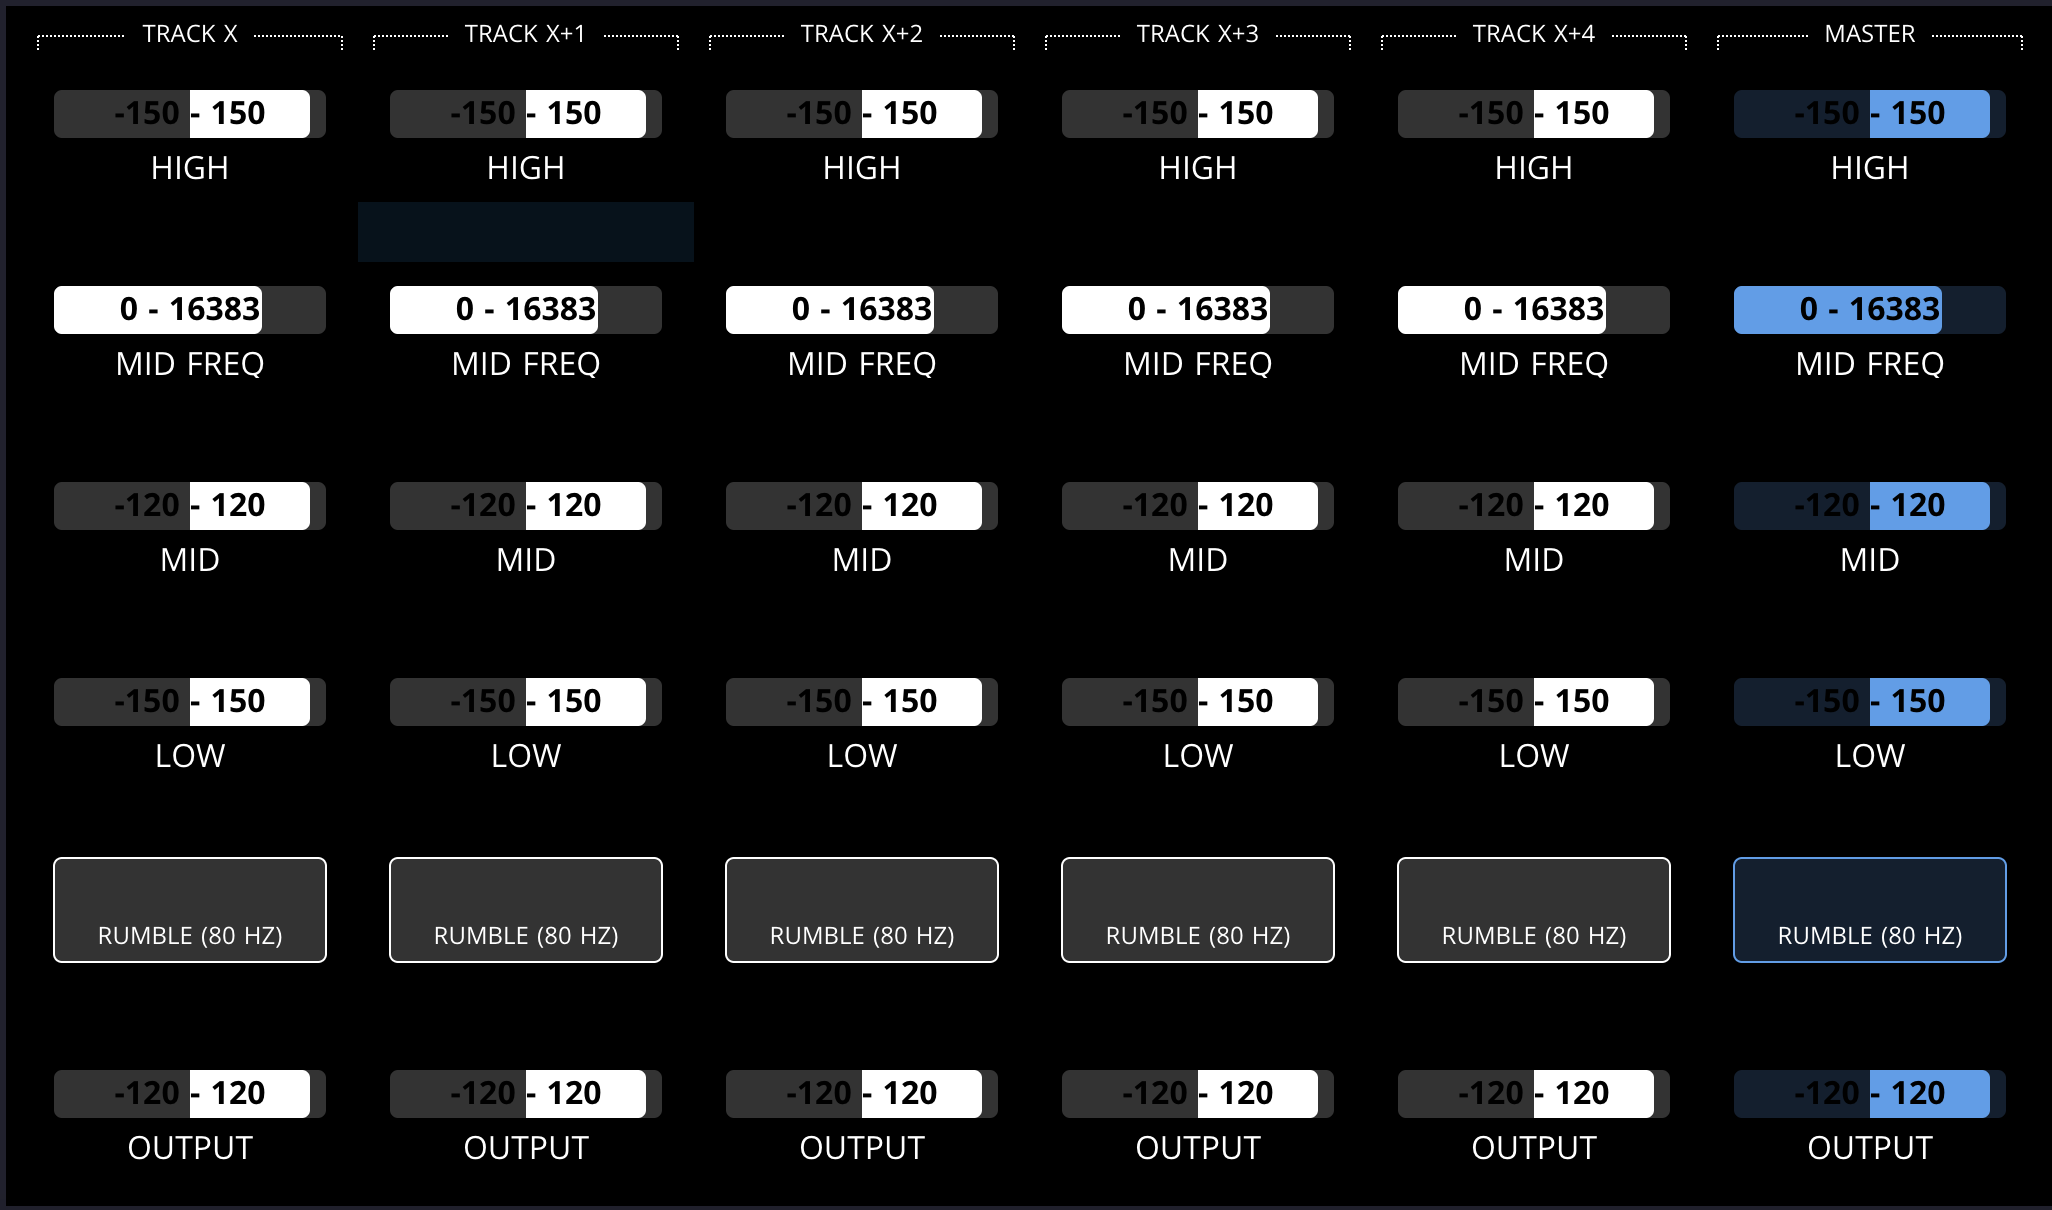 TRACK X TRACK X+1 TRACK X+2 TRACK X+3 TRACK X+4 MASTER
-150 - 150 -150 - 150 -150 - 150 -150 - 150 -150 - 150 -150 - 150
HIGH HIGH HIGH HIGH HIGH HIGH
0 - 16383 0 - 16383 0 - 16383 0 - 16383 0 - 16383 0 - 16383
MID FREQ MID FREQ MID FREQ MID FREQ MID FREQ MID FREQ
-120 - 120 -120 - 120 -120 - 120 -120 - 120 -120 - 120 -120 - 120
MID MID MID MID MID MID
-150 - 150 -150 - 150 -150 - 150 -150 - 150 -150 - 150 -150 - 150
LOW LOW LOW LOW LOW LOW
RUMBLE (80 HZ) RUMBLE (80 HZ) RUMBLE (80 HZ) RUMBLE (80 HZ) RUMBLE (80 HZ) RUMBLE (80 HZ)
-120 - 120 -120 - 120 -120 - 120 -120 - 120 -120 - 120 -120 - 120
OUTPUT OUTPUT OUTPUT OUTPUT OUTPUT OUTPUT